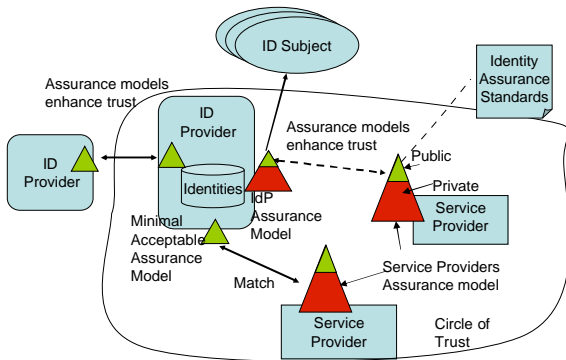 ID Subject
Identity
Assurance
Standards
Assurance models
enhance trust
ID
Provider
Assurance models
enhance trust
ID
Provider
Public
Identities
Private
IdP
Assurance
Model
Service
Provider
Minimal
Acceptable
Assurance
Model
Service Providers
Assurance model
Match
Service
Provider
Circle of
Trust